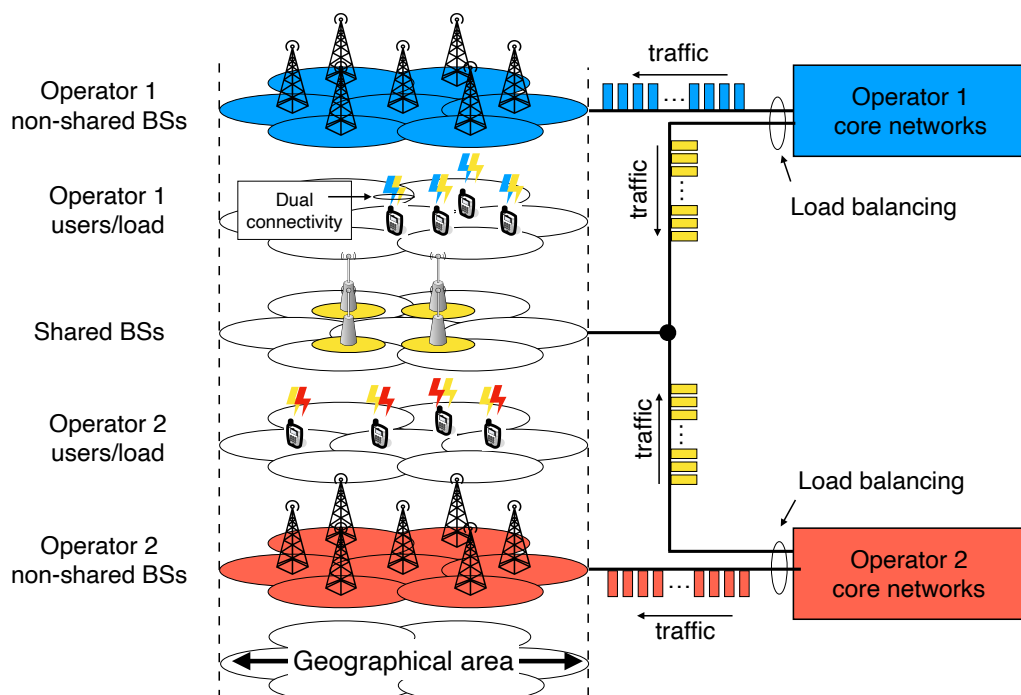 Operator 1
non-shared BSs
traffic
...
Operator 1
core networks
Operator 1
users/load
Dual
connectivity
traffic
...
Load balancing
Shared BSs
Operator 2
users/load
traffic
...
Load balancing
Operator 2
non-shared BSs
...
traffic
Operator 2
core networks
Geographical area